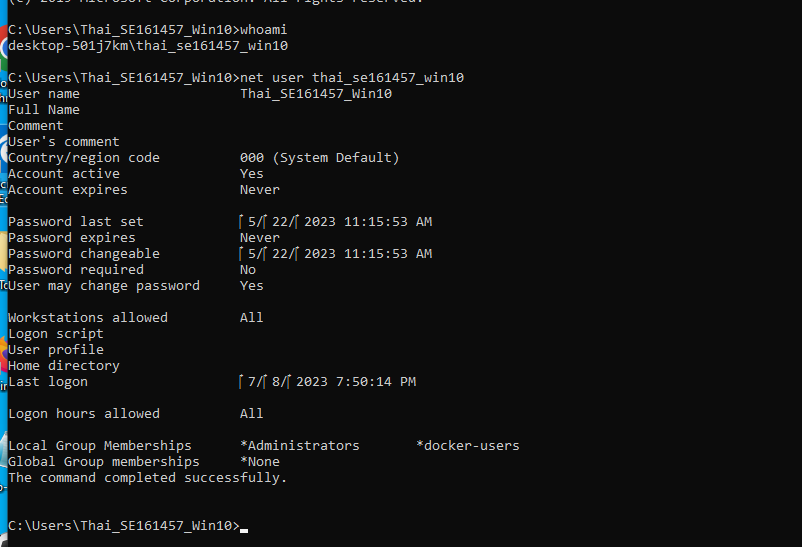 (c) 2019 Microsoft Corporation. All rights reserved.
C:\Users\Thai_SE161457_Win10>whoami
desktop-501j7km\thai_se161457_win10
C:\Users\Thai_SE161457_Win10>net user thai_se161457_win10
User name                    Thai_SE161457_Win10
Full Name
Comment
User's comment
Country/region code          000 (System Default)
Account active               Yes
Account expires              Never
Password last set            5/22/2023 11:15:53 AM
Password expires             Never
Password changeable          5/22/2023 11:15:53 AM
Password required            No
User may change password     Yes
Workstations allowed         All
Logon script
User profile
Home directory
Last logon                   7/8/2023 7:50:14 PM
Logon hours allowed          All
Local Group Memberships      *Administrators       *docker-users
Global Group memberships     *None
The command completed successfully.
C:\Users\Thai_SE161457_Win10>